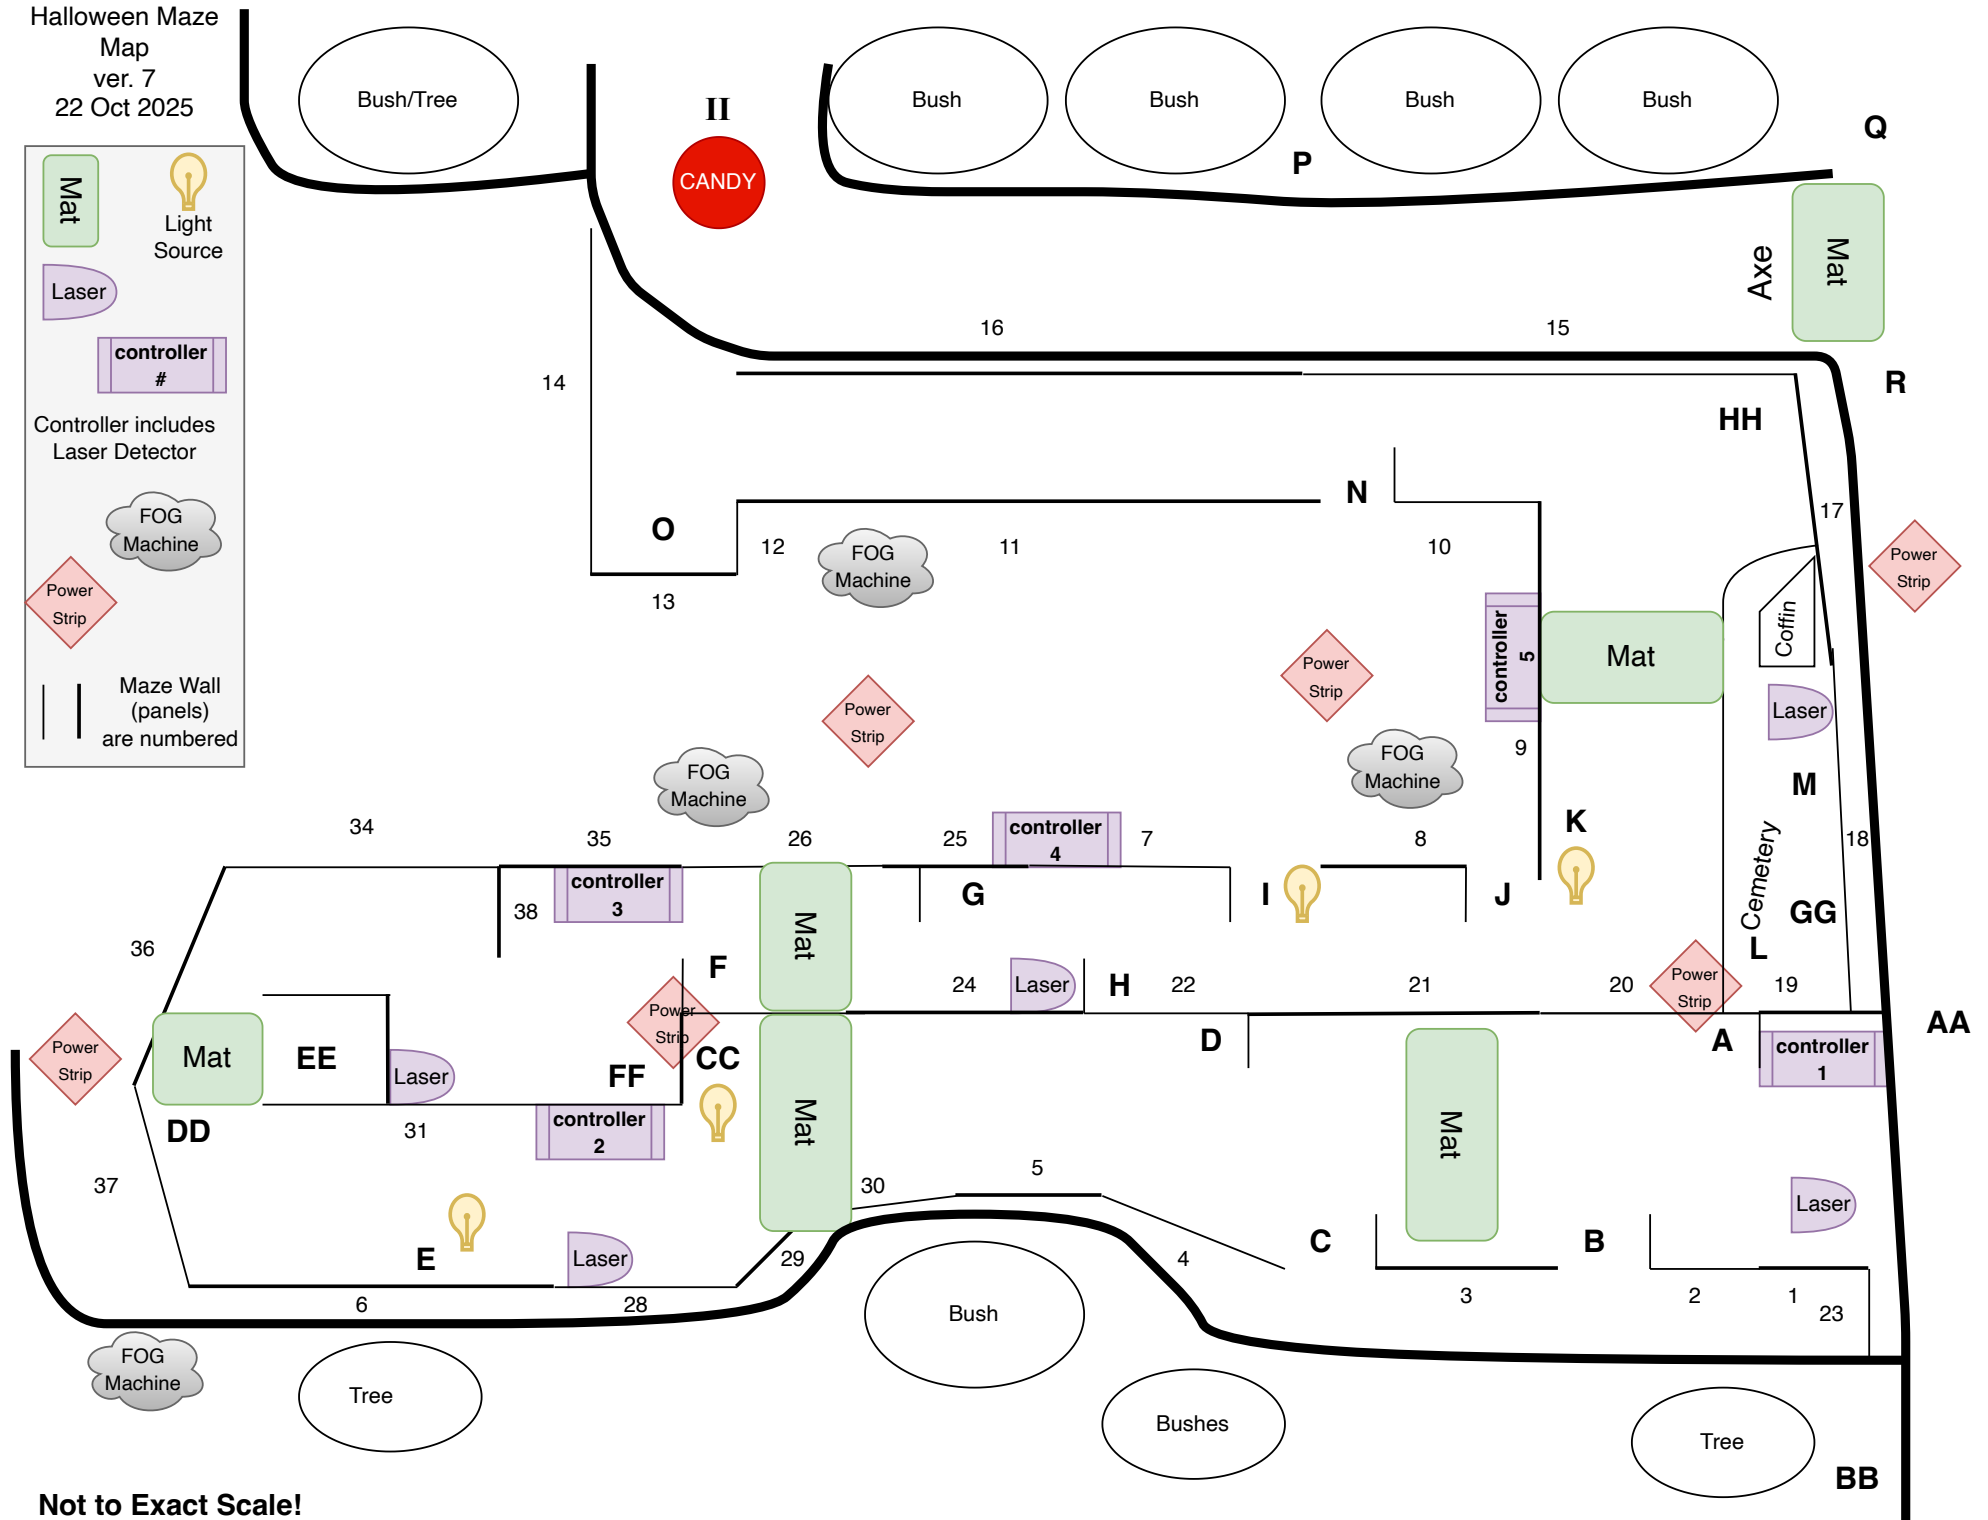 Halloween Maze
Map
ver. 7
22 Oct 2025
Mat
Light
Source
Laser
controller
#
Controller includes
Laser Detector
FOG
Machine
Power
Strip
Maze Wall
(panels)
are numbered
Bush/Tree
II
CANDY
Bush
Bush
Bush
Bush
P
Q
Axe
Mat
16
15
R
14
HH
N
O
12
11
10
17
13
FOG
Machine
Power
Strip
controller
5
Mat
Coffin
Power
Strip
Power
Strip
Laser
9
FOG
Machine
FOG
Machine
M
K
34
35
26
25
controller
4
7
8
18
Cemetery
38
controller
3
Mat
G
I
J
GG
36
F
L
24
Laser
H
22
21
20
Power
Strip
19
AA
Power
Strip
Power
Strip
Mat
EE
Laser
FF
CC
D
A
controller
1
DD
31
controller
2
Mat
Mat
37
30
5
Laser
E
Laser
29
4
C
B
6
28
3
2
1
23
Bush
FOG
Machine
Tree
Bushes
Tree
BB
Not to Exact Scale!